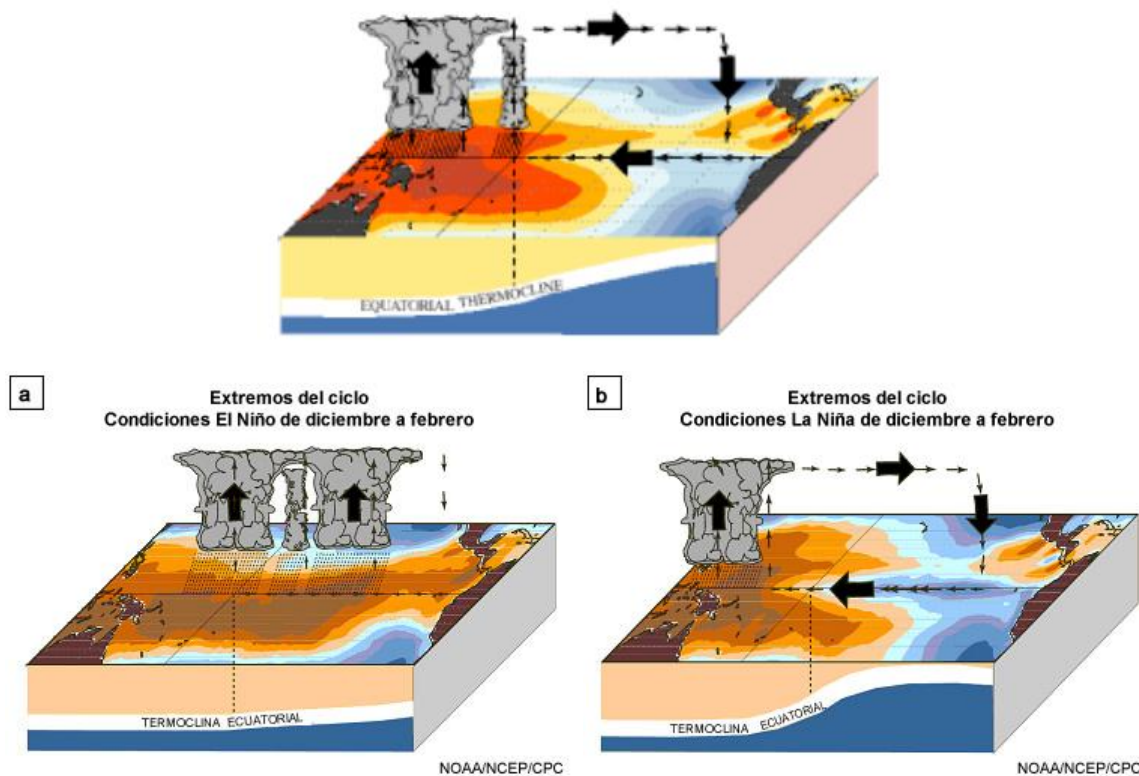 EQUATORIAL THERMOCLINE
a
Extremos del ciclo
Condiciones El Niño de diciembre a febrero
TERMOCLINA ECUATORIAL
NOAA/NCEP/CPC
b
Extremos del ciclo
Condiciones La Niña de diciembre a febrero
TERMOCLINA ECUATORIAL
NOAA/NCEP/CPC